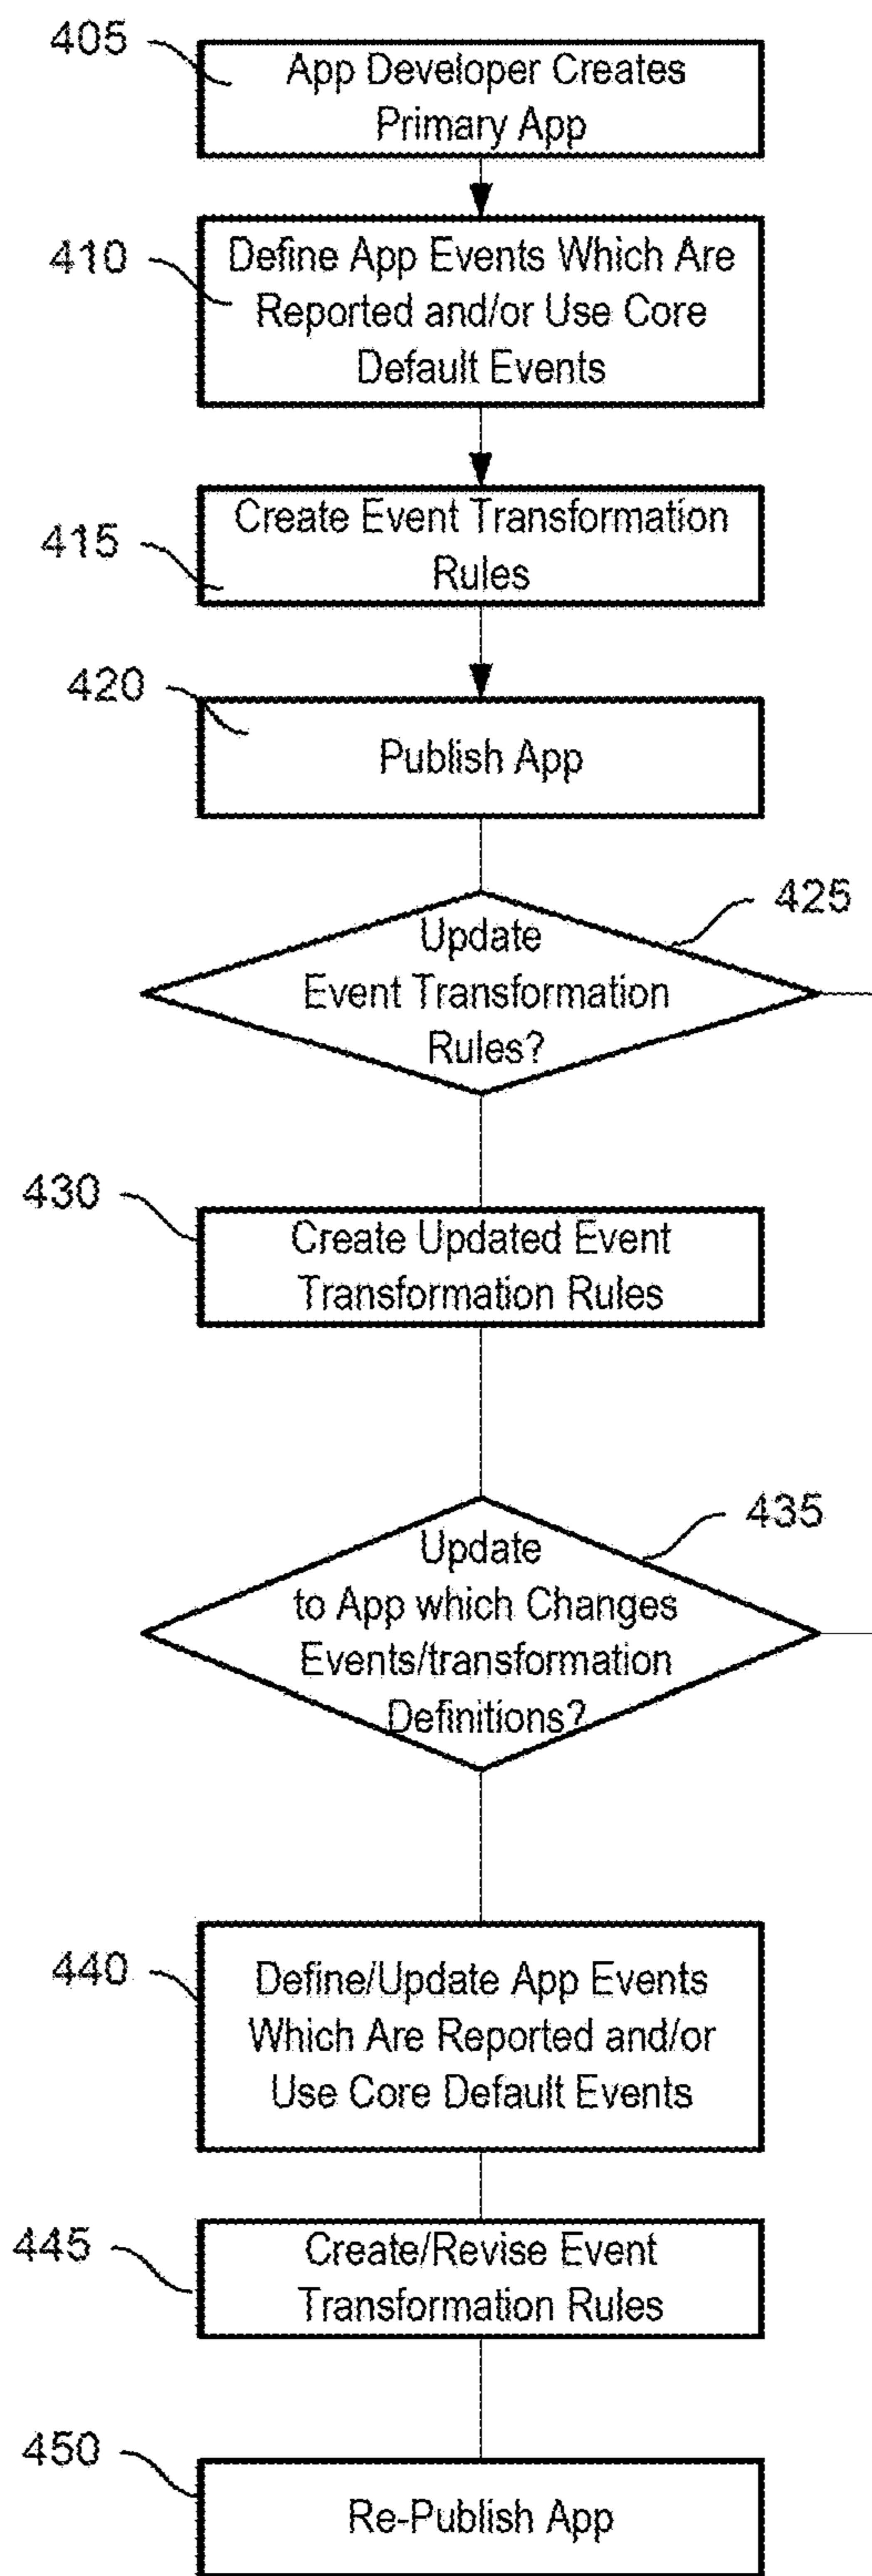 405
App Developer Creates
Primary App
410
Define App Events Which Are
Reported and/or Use Core
Default Events
415
Create Event Transformation
Rules
420
Publish App
425
Update
Event Transformation
Rules?
430
Create Updated Event
Transformation Rules
435
Update
to App which Changes
Events/transformation
Definitions?
440
Define/Update App Events
Which Are Reported and/or
Use Core Default Events
445
Create/Revise Event
Transformation Rules
450
Re-Publish App